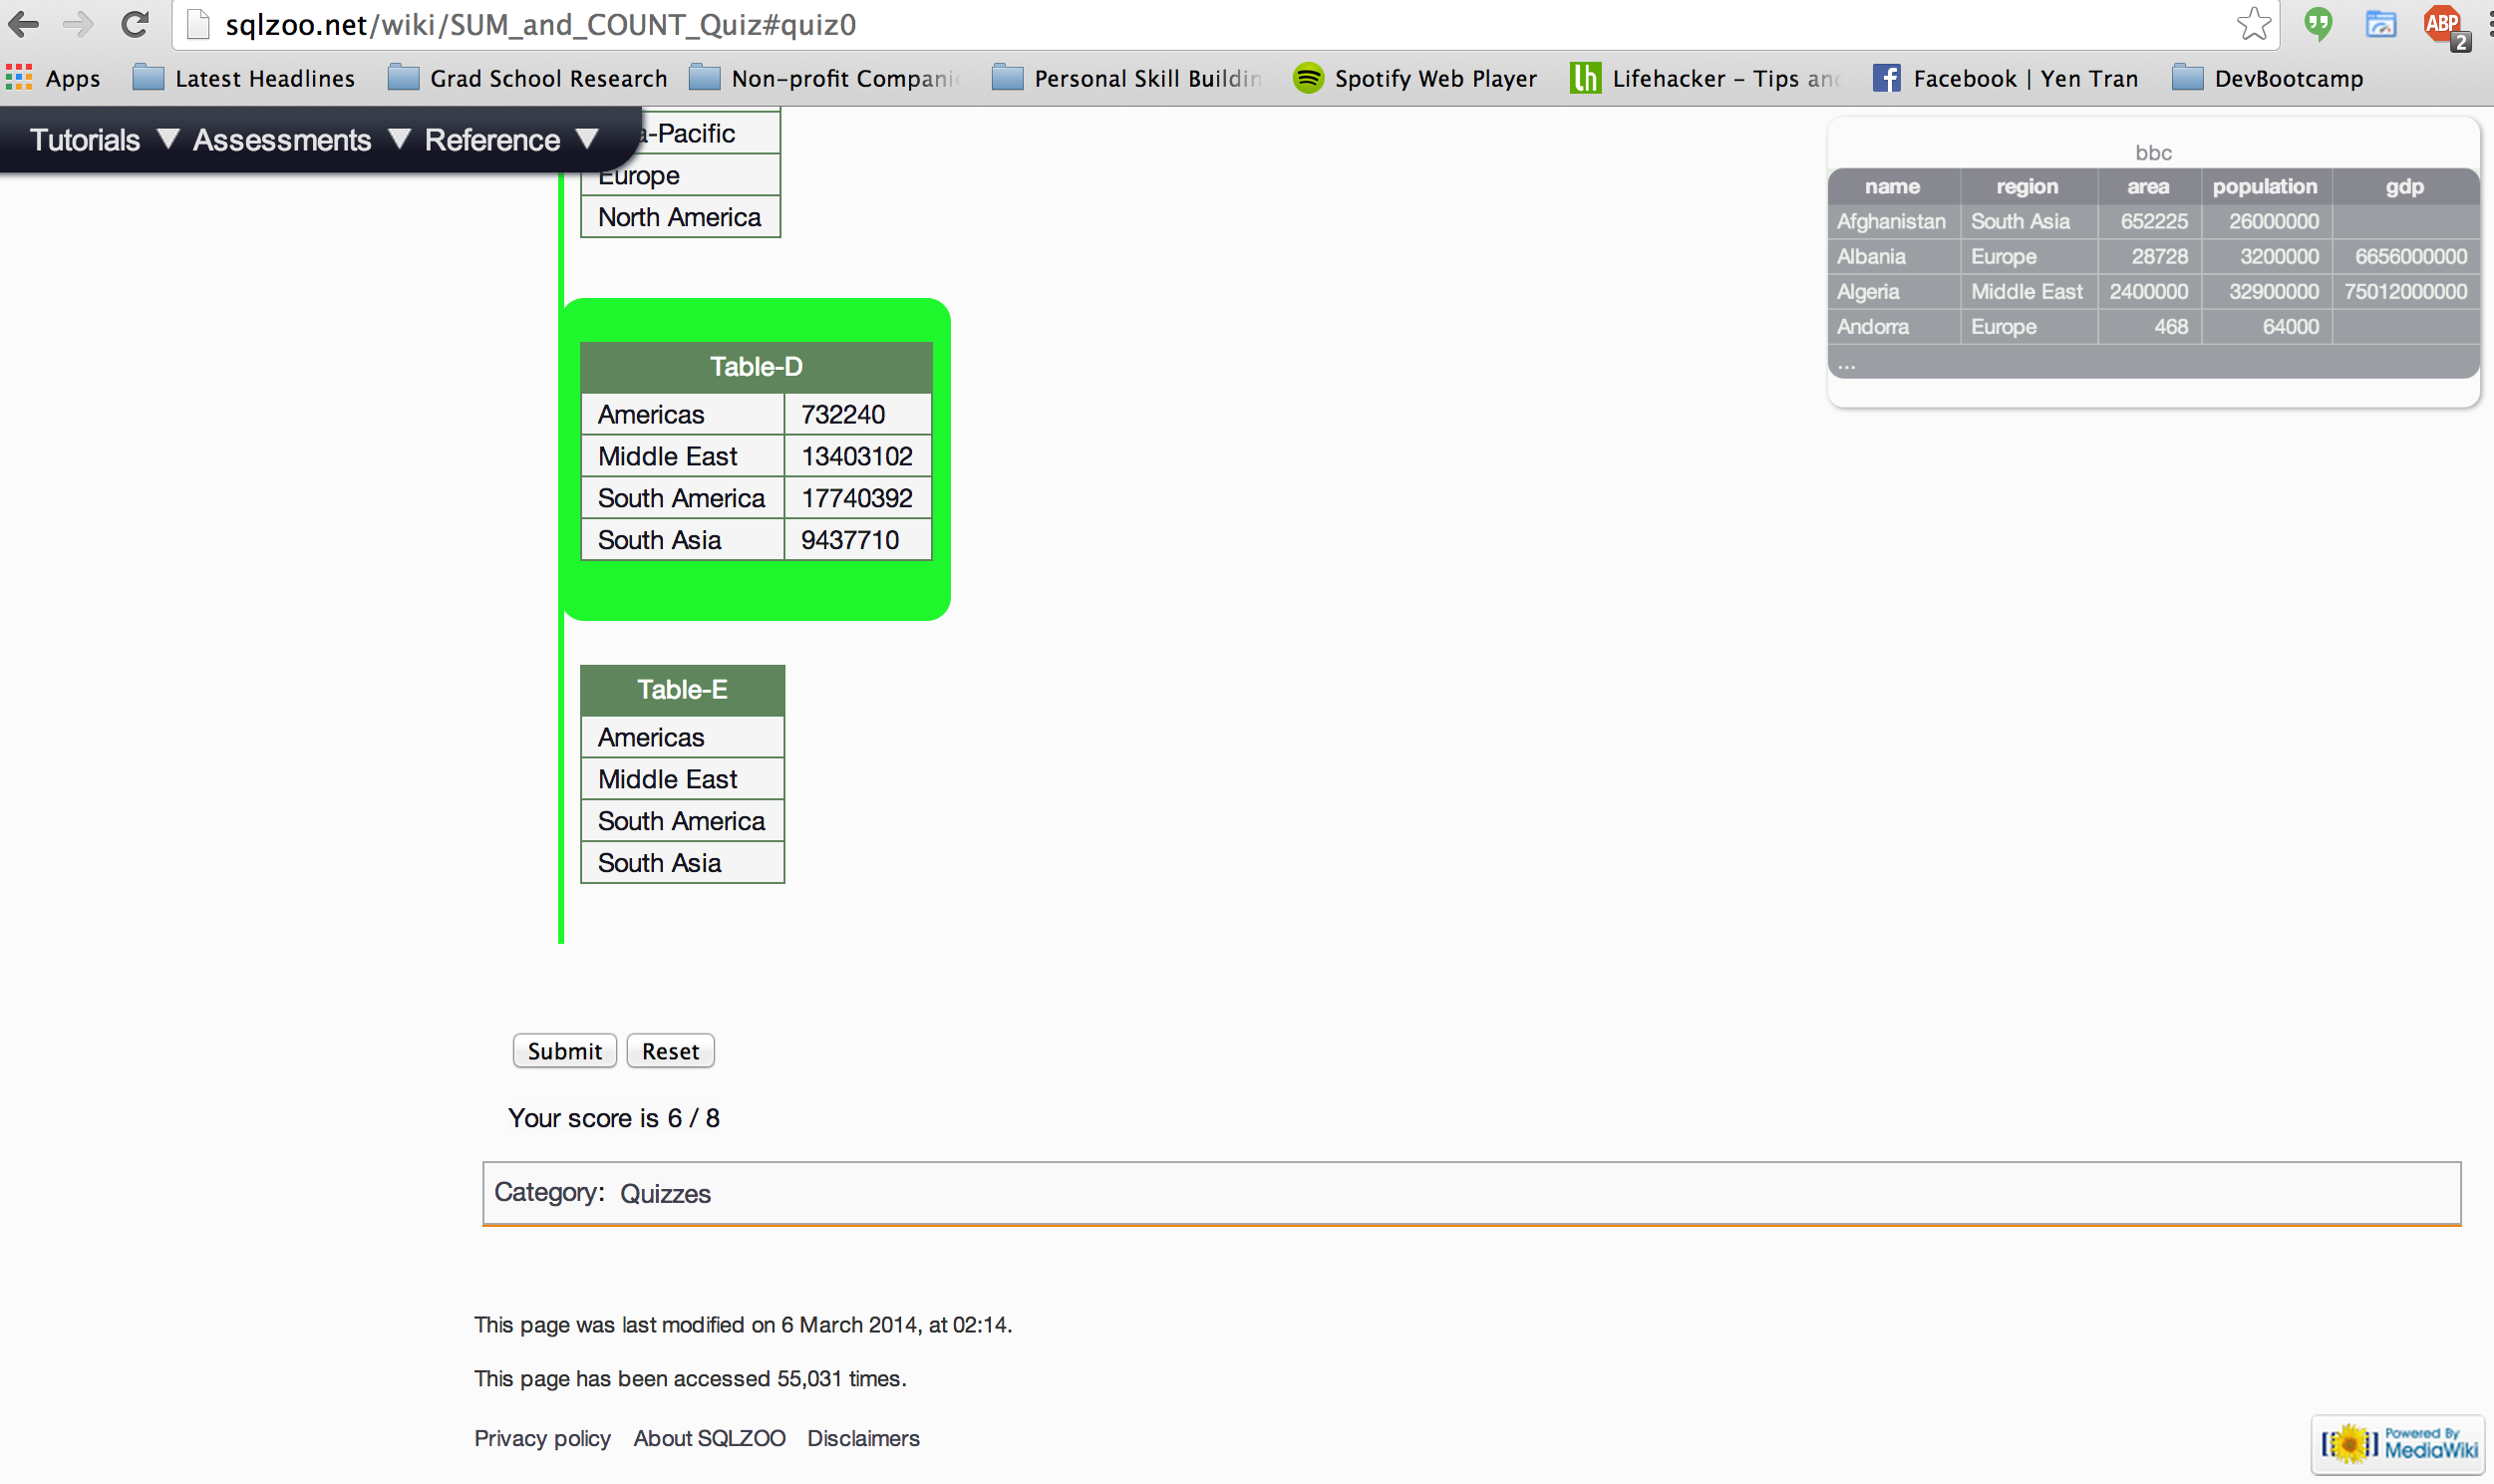 sqlzoo.net/wiki/SUM_and_COUNT_Quiz#quiz0
ABP
2
Apps Latest Headlines Grad School Research Non-profit Personal Skill Spotify Web Player Lifehacker – Tips Facebook | Yen Tran DevBootcamp
Tutorials ▼ Assessments ▼ Reference ▼
a-Pacific
Europe
North America
bbc
name region area population gdp
Afghanistan South Asia 652225 26000000
Albania Europe 28728 3200000 6656000000
Algeria Middle East 2400000 32900000 75012000000
Andorra Europe 468 64000
...
Table-D
Americas 732240
Middle East 13403102
South America 17740392
South Asia 9437710
Table-E
Americas
Middle East
South America
South Asia
Submit Reset
Your score is 6 / 8
Category: Quizzes
This page was last modified on 6 March 2014, at 02:14.
This page has been accessed 55,031 times.
Privacy policy About SQLZOO Disclaimers
Powered By
MediaWiki